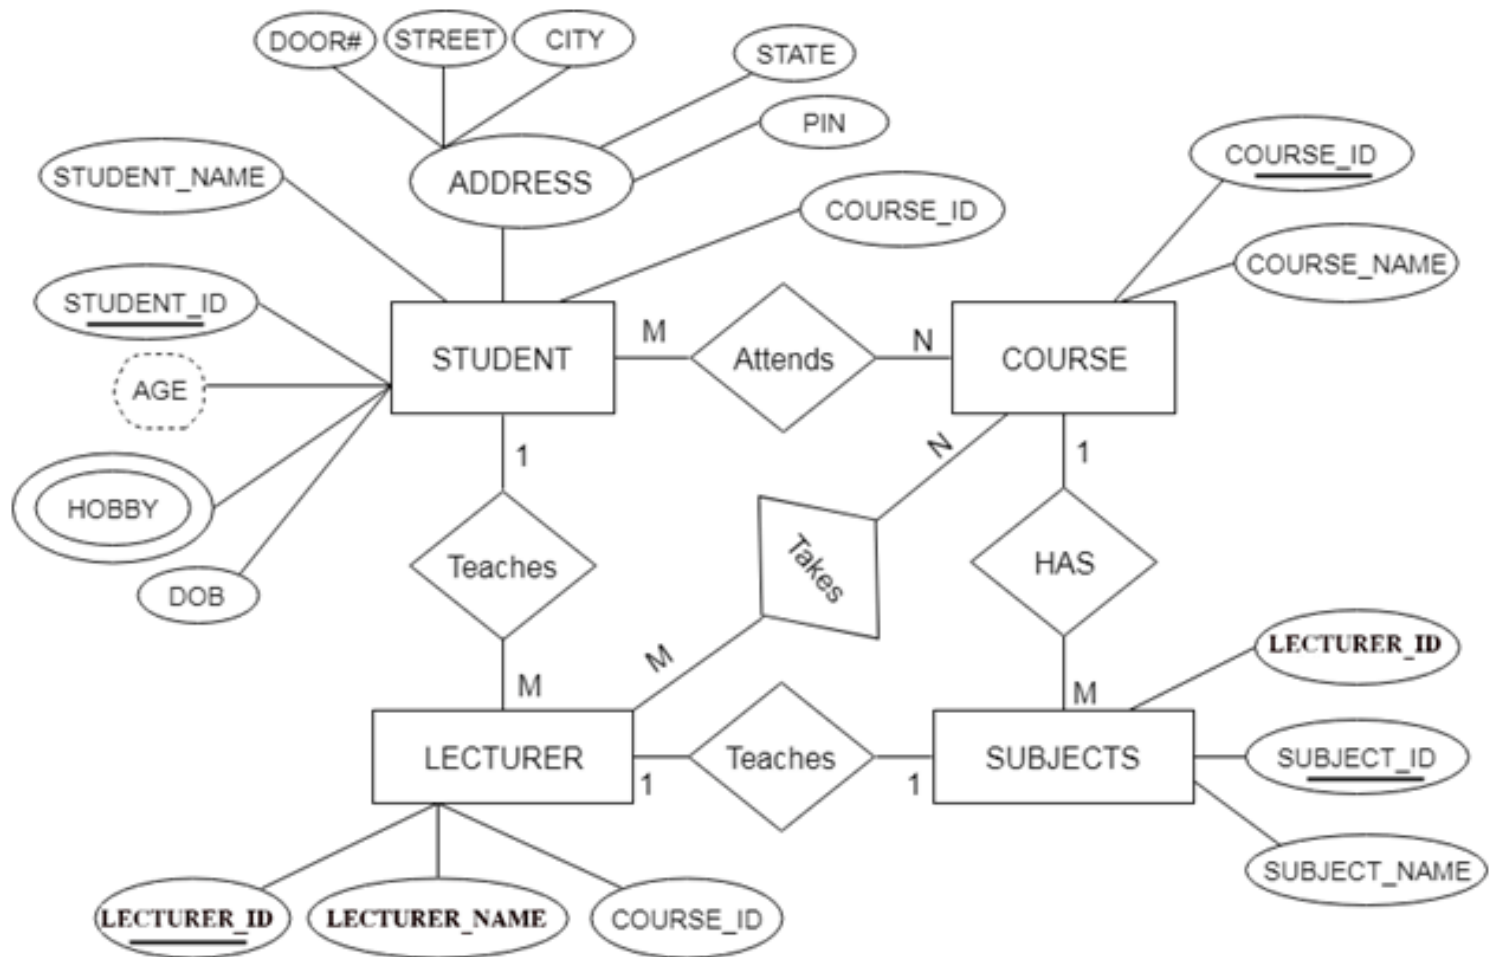 DOOR#
STREET
CITY
STATE
PIN
ADDRESS
STUDENT_NAME
COURSE_ID
COURSE_ID
COURSE_NAME
STUDENT_ID
AGE
HOBBY
DOB
STUDENT
M
Attends
N
COURSE
1
N
1
Teaches
Takes
HAS
M
M
M
LECTURER_ID
LECTURER
1
Teaches
1
SUBJECTS
SUBJECT_ID
SUBJECT_NAME
LECTURER_ID
LECTURER_NAME
COURSE_ID